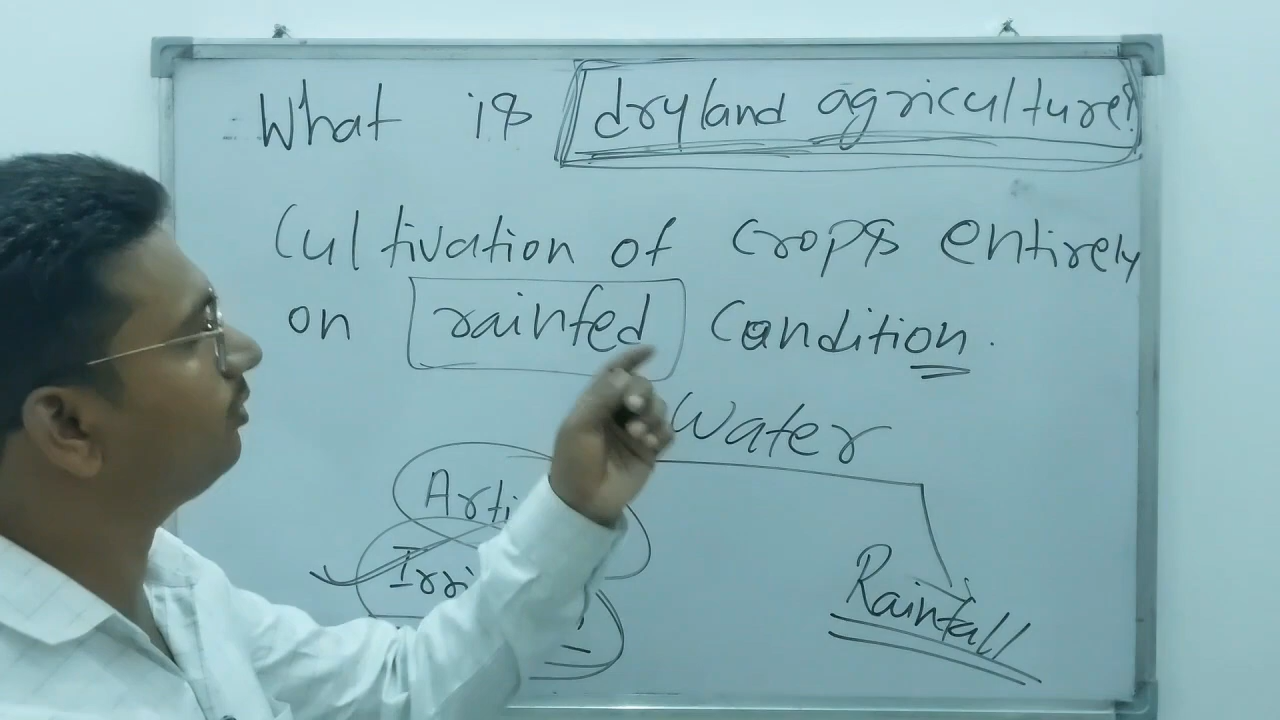 What is dryland agriculture?
Cultivation of crops entirely
on rainfed Condition.
Water
Rainfall